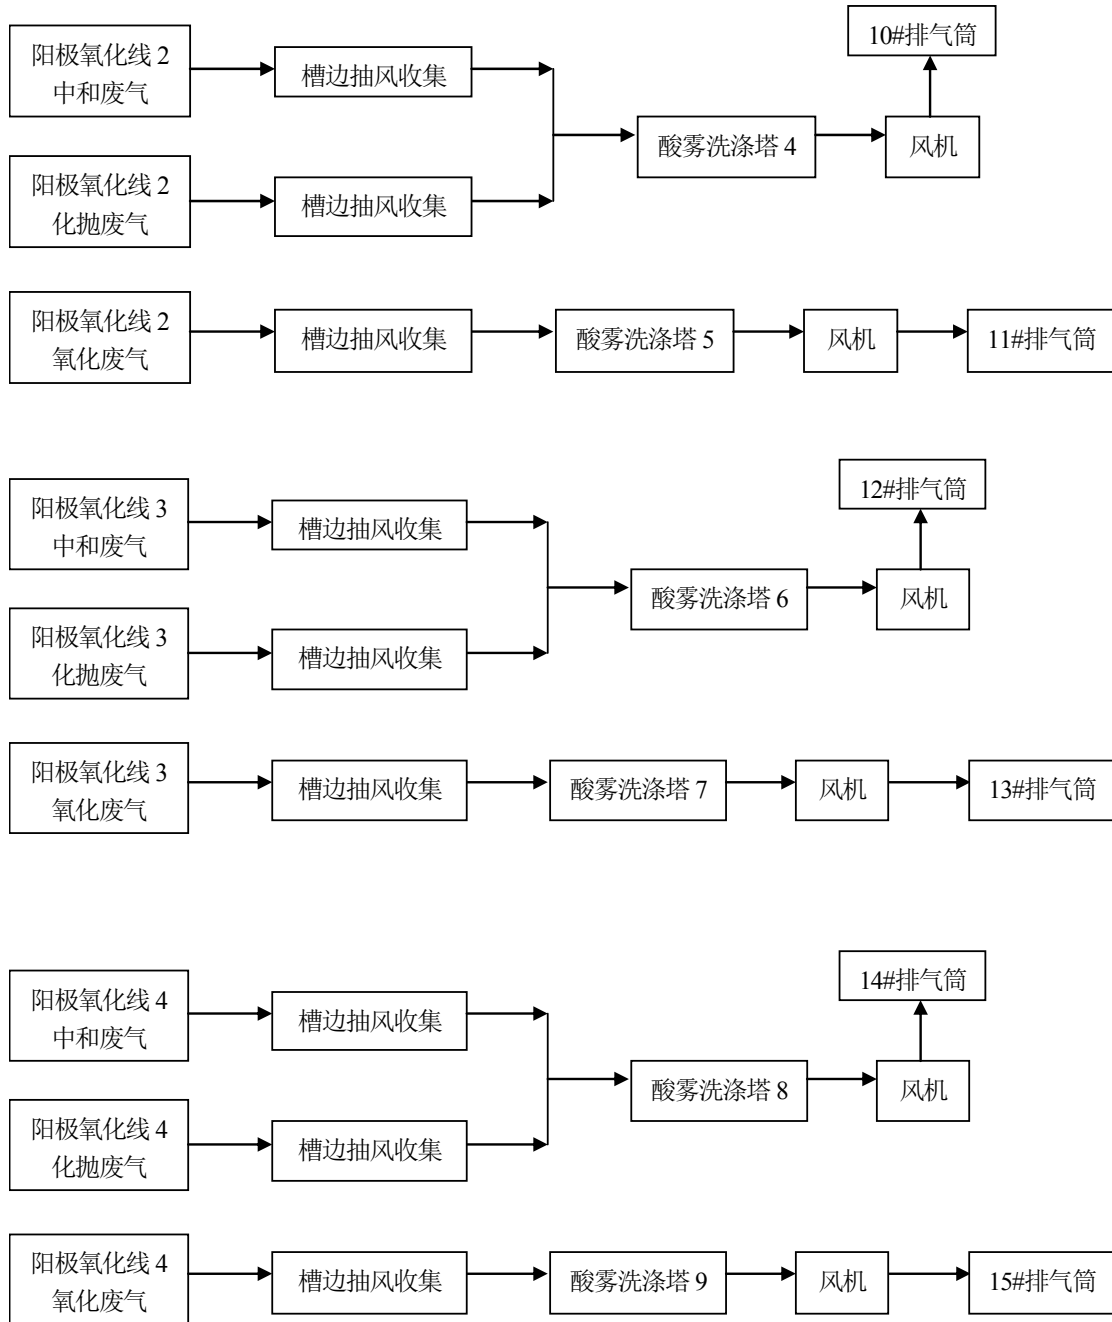 10#排气筒
阳极氧化线 2
中和废气
槽边抽风收集
酸雾洗涤塔 4
风机
阳极氧化线 2
化抛废气
槽边抽风收集
阳极氧化线 2
氧化废气
槽边抽风收集
酸雾洗涤塔 5
风机
11#排气筒
12#排气筒
阳极氧化线 3
中和废气
槽边抽风收集
酸雾洗涤塔 6
风机
阳极氧化线 3
化抛废气
槽边抽风收集
阳极氧化线 3
氧化废气
槽边抽风收集
酸雾洗涤塔 7
风机
13#排气筒
14#排气筒
阳极氧化线 4
中和废气
槽边抽风收集
酸雾洗涤塔 8
风机
阳极氧化线 4
化抛废气
槽边抽风收集
阳极氧化线 4
氧化废气
槽边抽风收集
酸雾洗涤塔 9
风机
15#排气筒